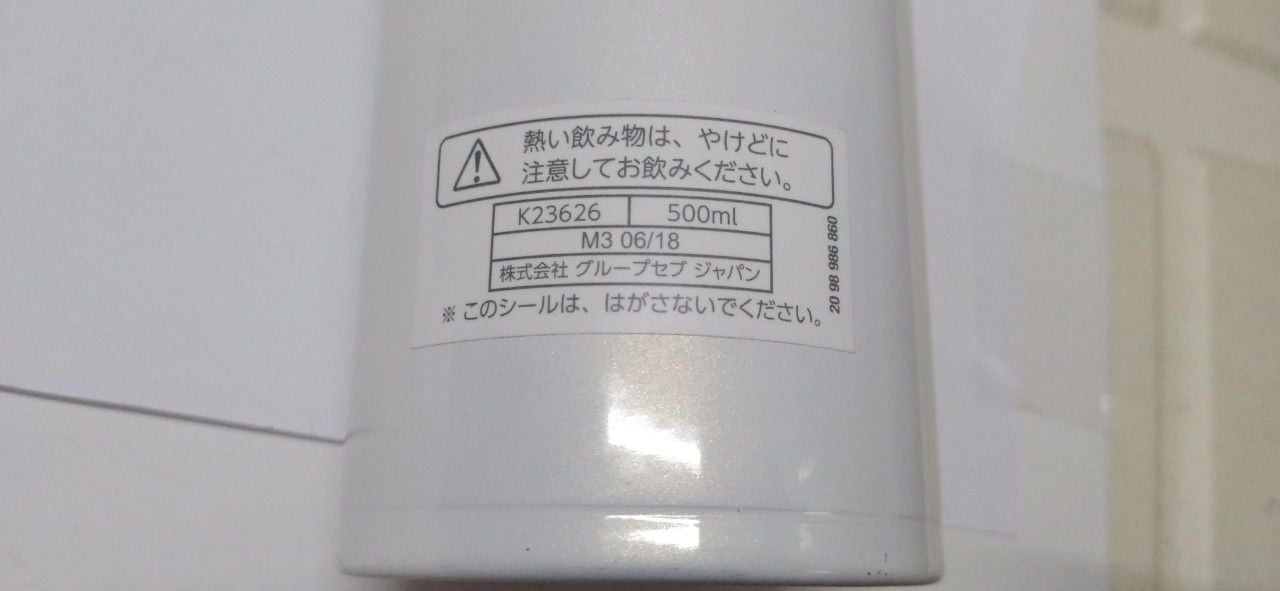 熱い飲み物は、やけどに
注意してお飲みください。
K23626 500ml
M3 06/18
株式会社 グループセブ ジャパン
※ このシールは、はがさないでください。
20 98 986 860